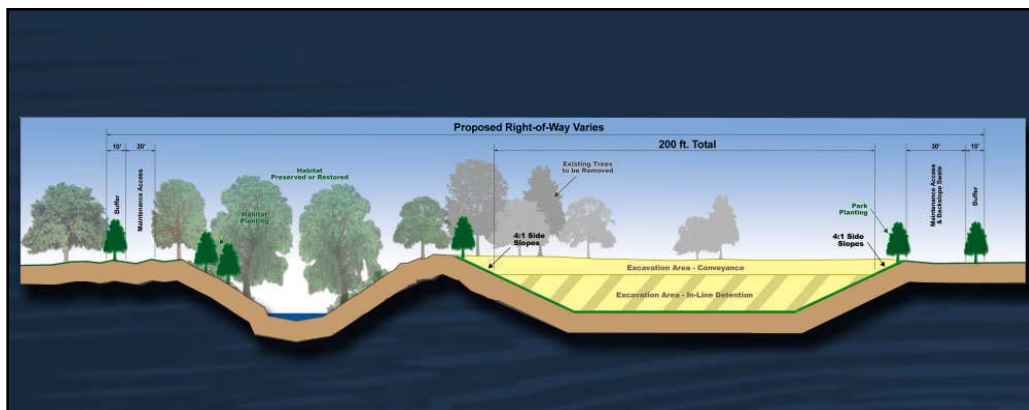 Proposed Right-of-Way Varies
10'
20'
200 ft. Total
30'
10'
Buffer
Maintenance Access
Habitat
Preserved or Restored
Habitat
Planting
Existing Trees
to be Removed
4:1 Side
Slopes
Park
Planting
4:1 Side
Slopes
Maintenance Access
& Backslope Swale
Buffer
Excavation Area - Conveyance
Excavation Area - In-Line Detention